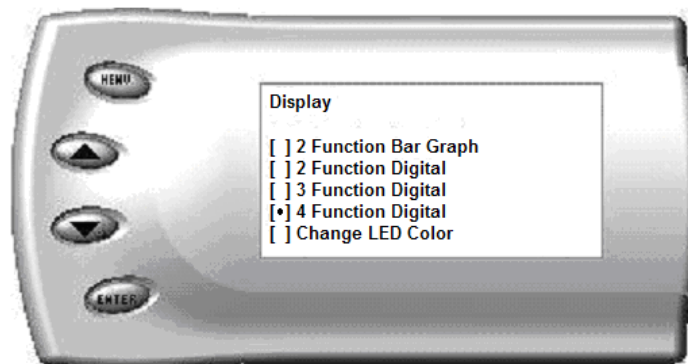 MENU
Display
[ ] 2 Function Bar Graph
[ ] 2 Function Digital
[ ] 3 Function Digital
[•] 4 Function Digital
[ ] Change LED Color
ENTER